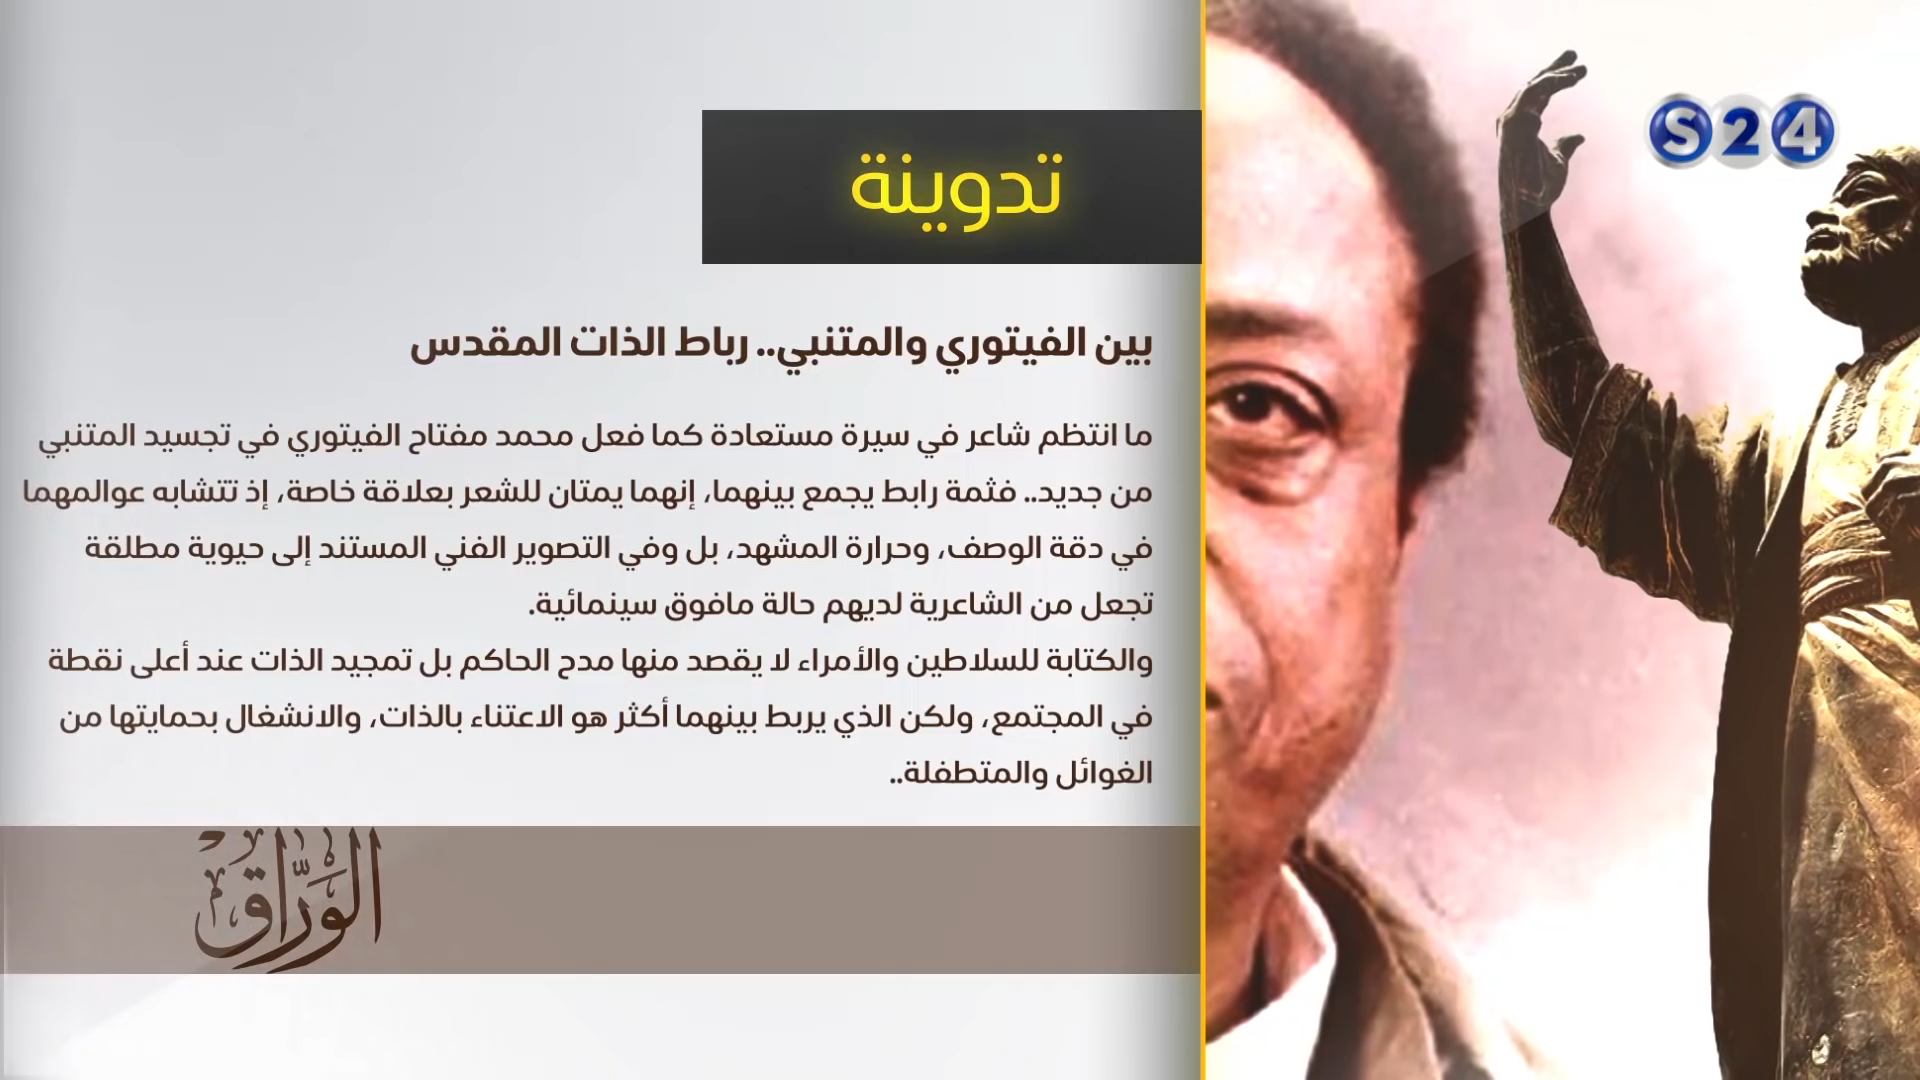 S24
تدوينة
بين الفيتوري والمتنبي.. رباط الذات المقدس
ما انتظم شاعر في سيرة مستعادة كما فعل محمد مفتاح الفيتوري في تجسيد المتنبي
من جديد.. فثمة رابط يجمع بينهما، إنهما يمتان للشعر بعلاقة خاصة، إذ تتشابه عوالمهما
في دقة الوصف، وحرارة المشهد، بل وفي التصوير الفني المستند إلى حيوية مطلقة
تجعل من الشاعرية لديهم حالة مافوق سينمائية.
والكتابة للسلاطين والأمراء لا يقصد منها مدح الحاكم بل تمجيد الذات عند أعلى نقطة
في المجتمع، ولكن الذي يربط بينهما أكثر هو الاعتناء بالذات، والانشغال بحمايتها من
الغوائل والمتطفلة..
الورّاق